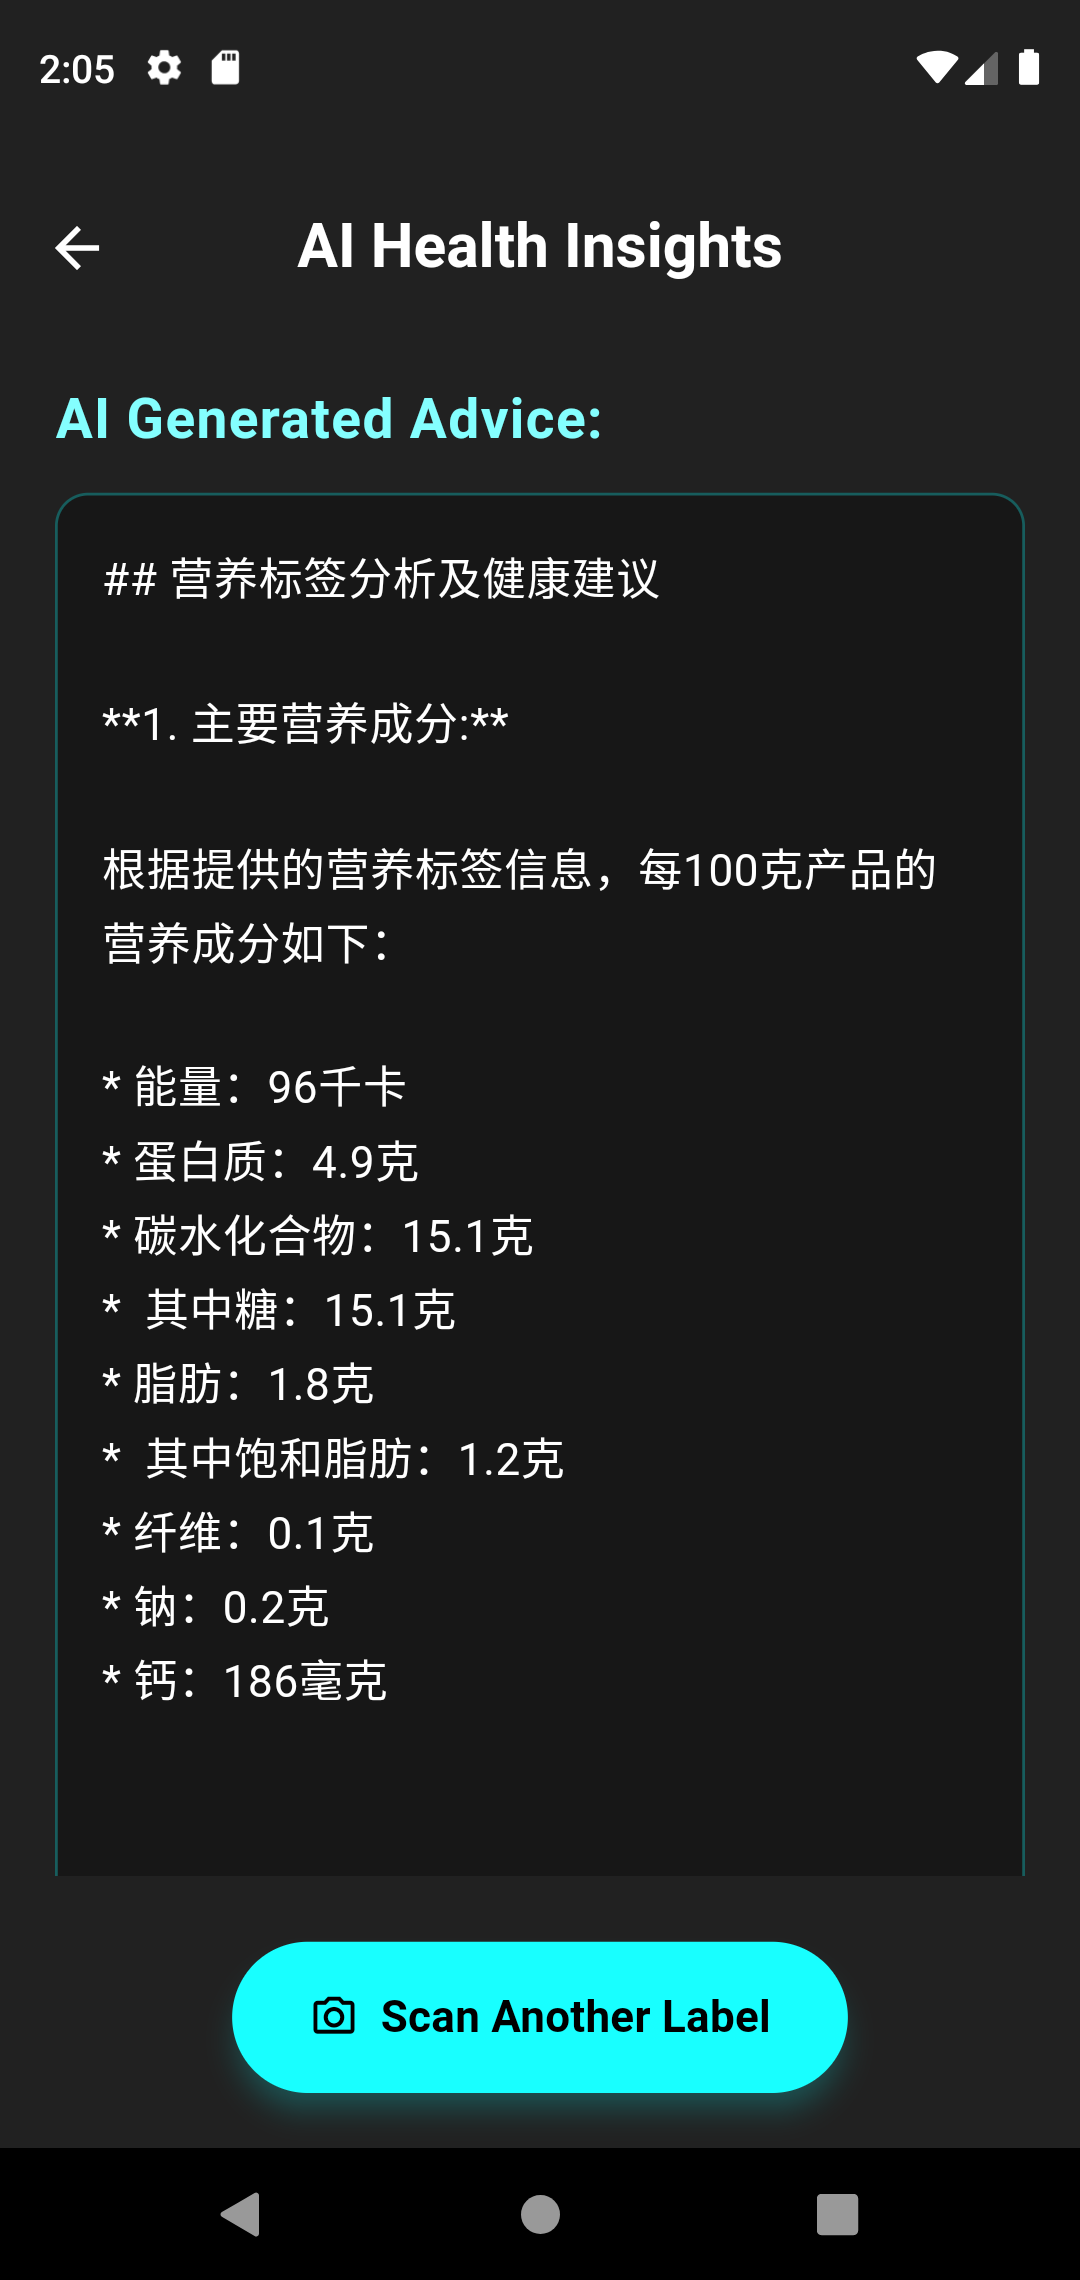 2:05
AI Health Insights
AI Generated Advice:
## 营养标签分析及健康建议
**1. 主要营养成分:**
根据提供的营养标签信息，每100克产品的
营养成分如下：
* 能量：96千卡
* 蛋白质：4.9克
* 碳水化合物：15.1克
*  其中糖：15.1克
* 脂肪：1.8克
*  其中饱和脂肪：1.2克
* 纤维：0.1克
* 钠：0.2克
* 钙：186毫克
Scan Another Label